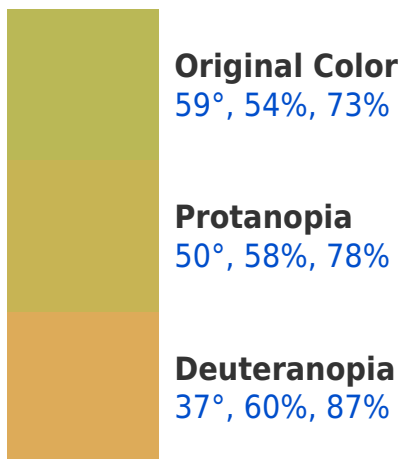 Original Color
59°, 54%, 73%
Protanopia
50°, 58%, 78%
Deuteranopia
37°, 60%, 87%